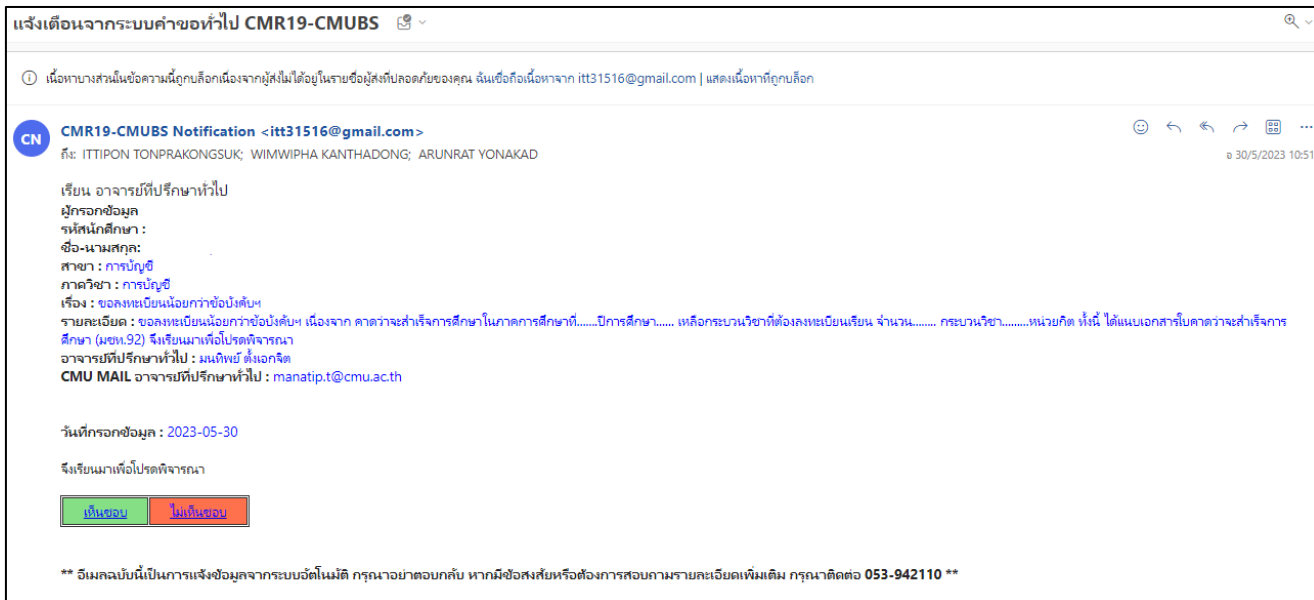 แจ้งเตือนจากระบบคำขอทั่วไป CMR19-CMUBS
เนื้อหาบางส่วนในข้อความนี้ถูกบล็อกเนื่องจากผู้ส่งไม่ได้อยู่ในรายชื่อผู้ส่งที่ปลอดภัยของคุณ ฉันเชื่อถือเนื้อหาจาก itt31516@gmail.com | แสดงเนื้อหาที่ถูกบล็อก
CN
CMR19-CMUBS Notification <itt31516@gmail.com>
ถึง: ITTIPON TONPRAKONGSUK; WIMWIPHA KANTHADONG; ARUNRAT YONAKAD
อ 30/5/2023 10:51
เรียน อาจารย์ที่ปรึกษาทั่วไป
ผู้กรอกข้อมูล
รหัสนักศึกษา :
ชื่อ-นามสกุล:
สาขา : การบัญชี
ภาควิชา : การบัญชี
เรื่อง : ขอลงทะเบียนน้อยกว่าข้อบังคับฯ
รายละเอียด : ขอลงทะเบียนน้อยกว่าข้อบังคับฯ เนื่องจาก คาดว่าจะสำเร็จการศึกษาในภาคการศึกษาที่.......ปีการศึกษา...... เหลือกระบวนวิชาที่ต้องลงทะเบียนเรียน จำนวน........ กระบวนวิชา.........หน่วยกิต ทั้งนี้ ได้แนบเอกสารใบคาดว่าจะสำเร็จการ
ศึกษา (มชท.92) จึงเรียนมาเพื่อโปรดพิจารณา
อาจารย์ที่ปรึกษาทั่วไป : มนทิพย์ ตั้งเอกจิต
CMU MAIL อาจารย์ที่ปรึกษาทั่วไป : manatip.t@cmu.ac.th
วันที่กรอกข้อมูล : 2023-05-30
จึงเรียนมาเพื่อโปรดพิจารณา
เห็นชอบ ไม่เห็นชอบ
** อีเมลฉบับนี้เป็นการแจ้งข้อมูลจากระบบอัตโนมัติ กรุณาอย่าตอบกลับ หากมีข้อสงสัยหรือต้องการสอบถามรายละเอียดเพิ่มเติม กรุณาติดต่อ 053-942110 **